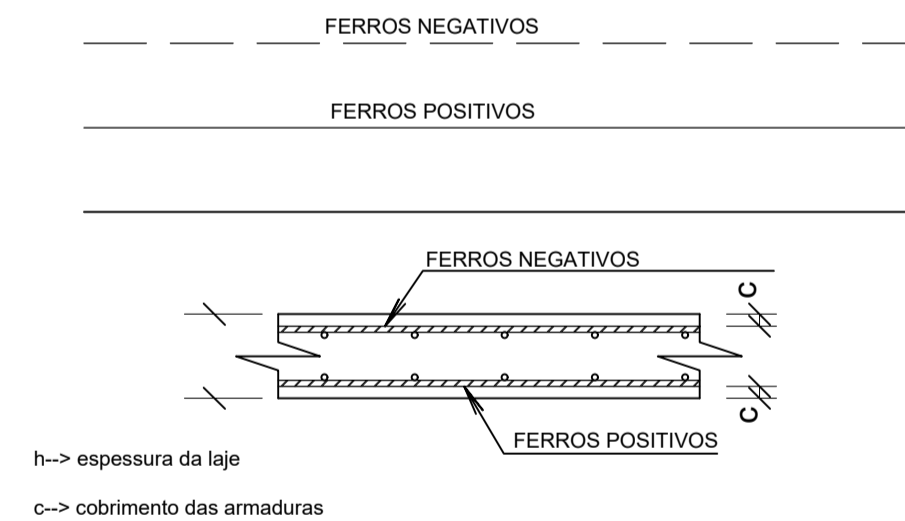 FERROS NEGATIVOS
FERROS POSITIVOS
FERROS NEGATIVOS
C
C
FERROS POSITIVOS
h--> espessura da laje
c--> cobrimento das armaduras